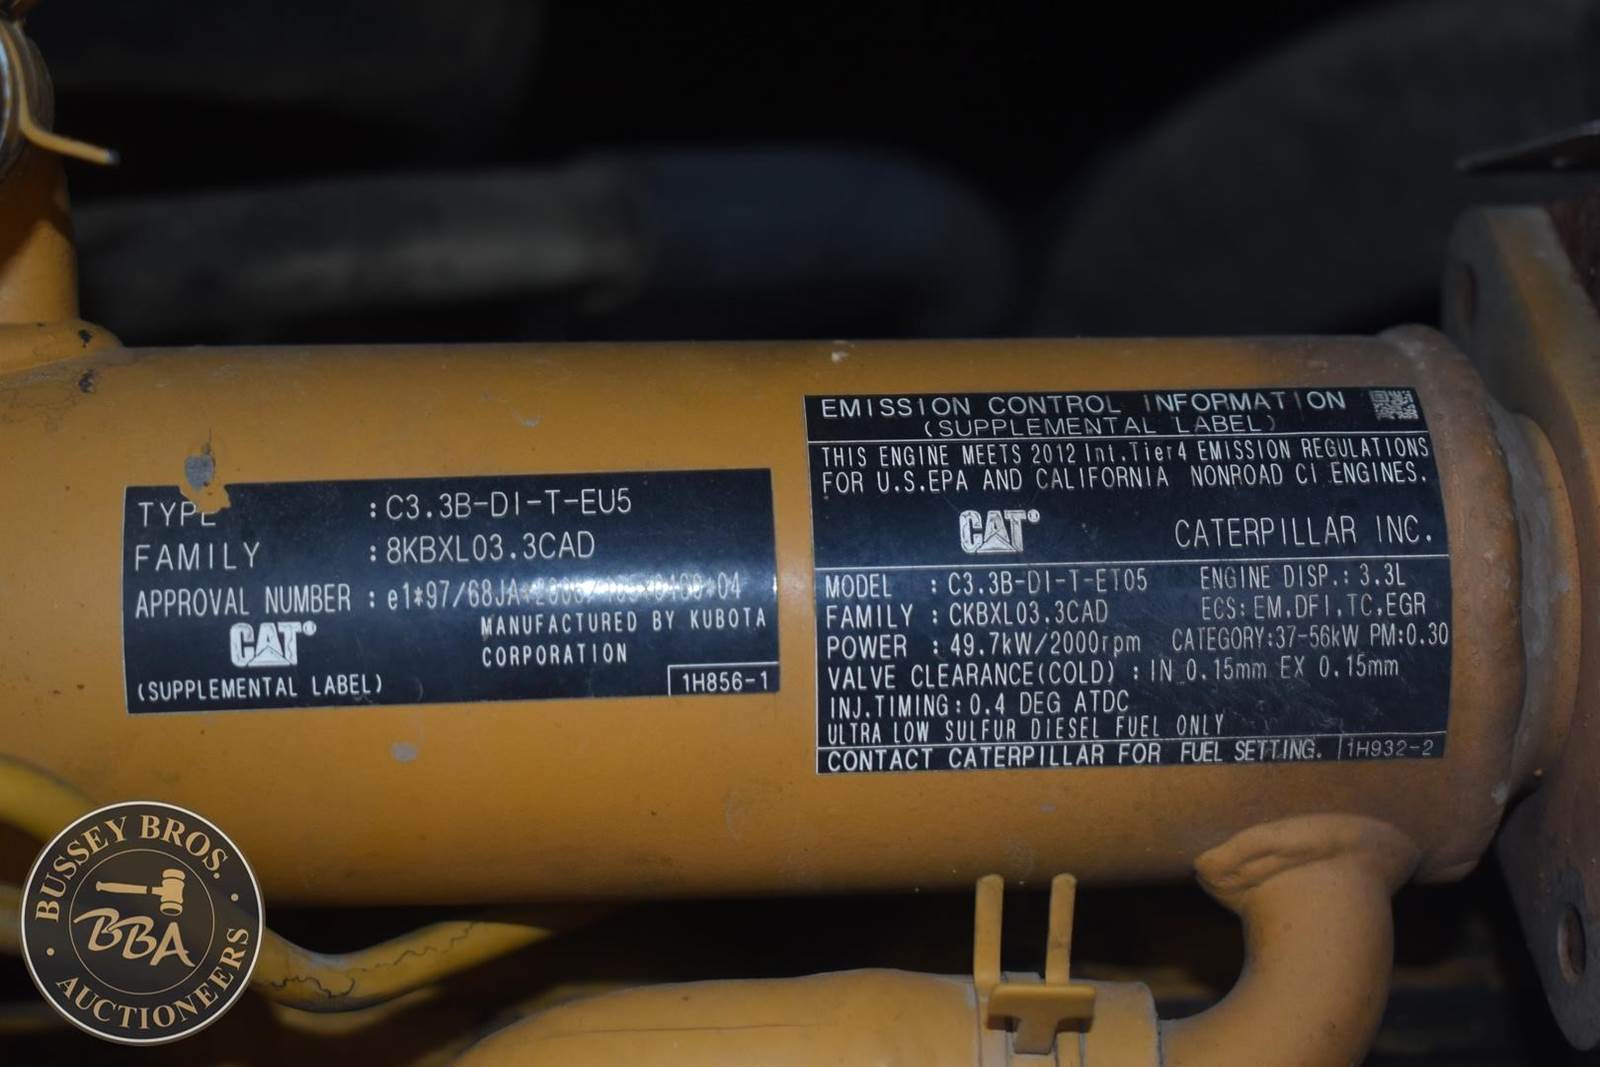 TYPE : C3.3B-DI-T-EU5
FAMILY : 8KBXL03.3CAD
APPROVAL NUMBER :
CAT®
MANUFACTURED BY KUBOTA
CORPORATION
(SUPPLEMENTAL LABEL)
1H856-1
EMISSION CONTROL INFORMATION
(SUPPLEMENTAL LABEL)
THIS ENGINE MEETS 2012 Int.Tier4 EMISSION REGULATIONS
FOR U.S.EPA AND CALIFORNIA NONROAD CI ENGINES.
CAT® CATERPILLAR INC.
MODEL : C3.3B-DI-T-ET05 ENGINE DISP.: 3.3L
FAMILY : CKBXL03.3CAD ECS: EM,DFI,TC,EGR
POWER : 49.7kW/2000rpm CATEGORY:37-56kW PM:0.30
VALVE CLEARANCE(COLD) : IN 0.15mm EX 0.15mm
INJ.TIMING: 0.4 DEG ATDC
ULTRA LOW SULFUR DIESEL FUEL ONLY
CONTACT CATERPILLAR FOR FUEL SETTING. 1H932-2
BUSSEY BROS.
BBA
AUCTIONEERS